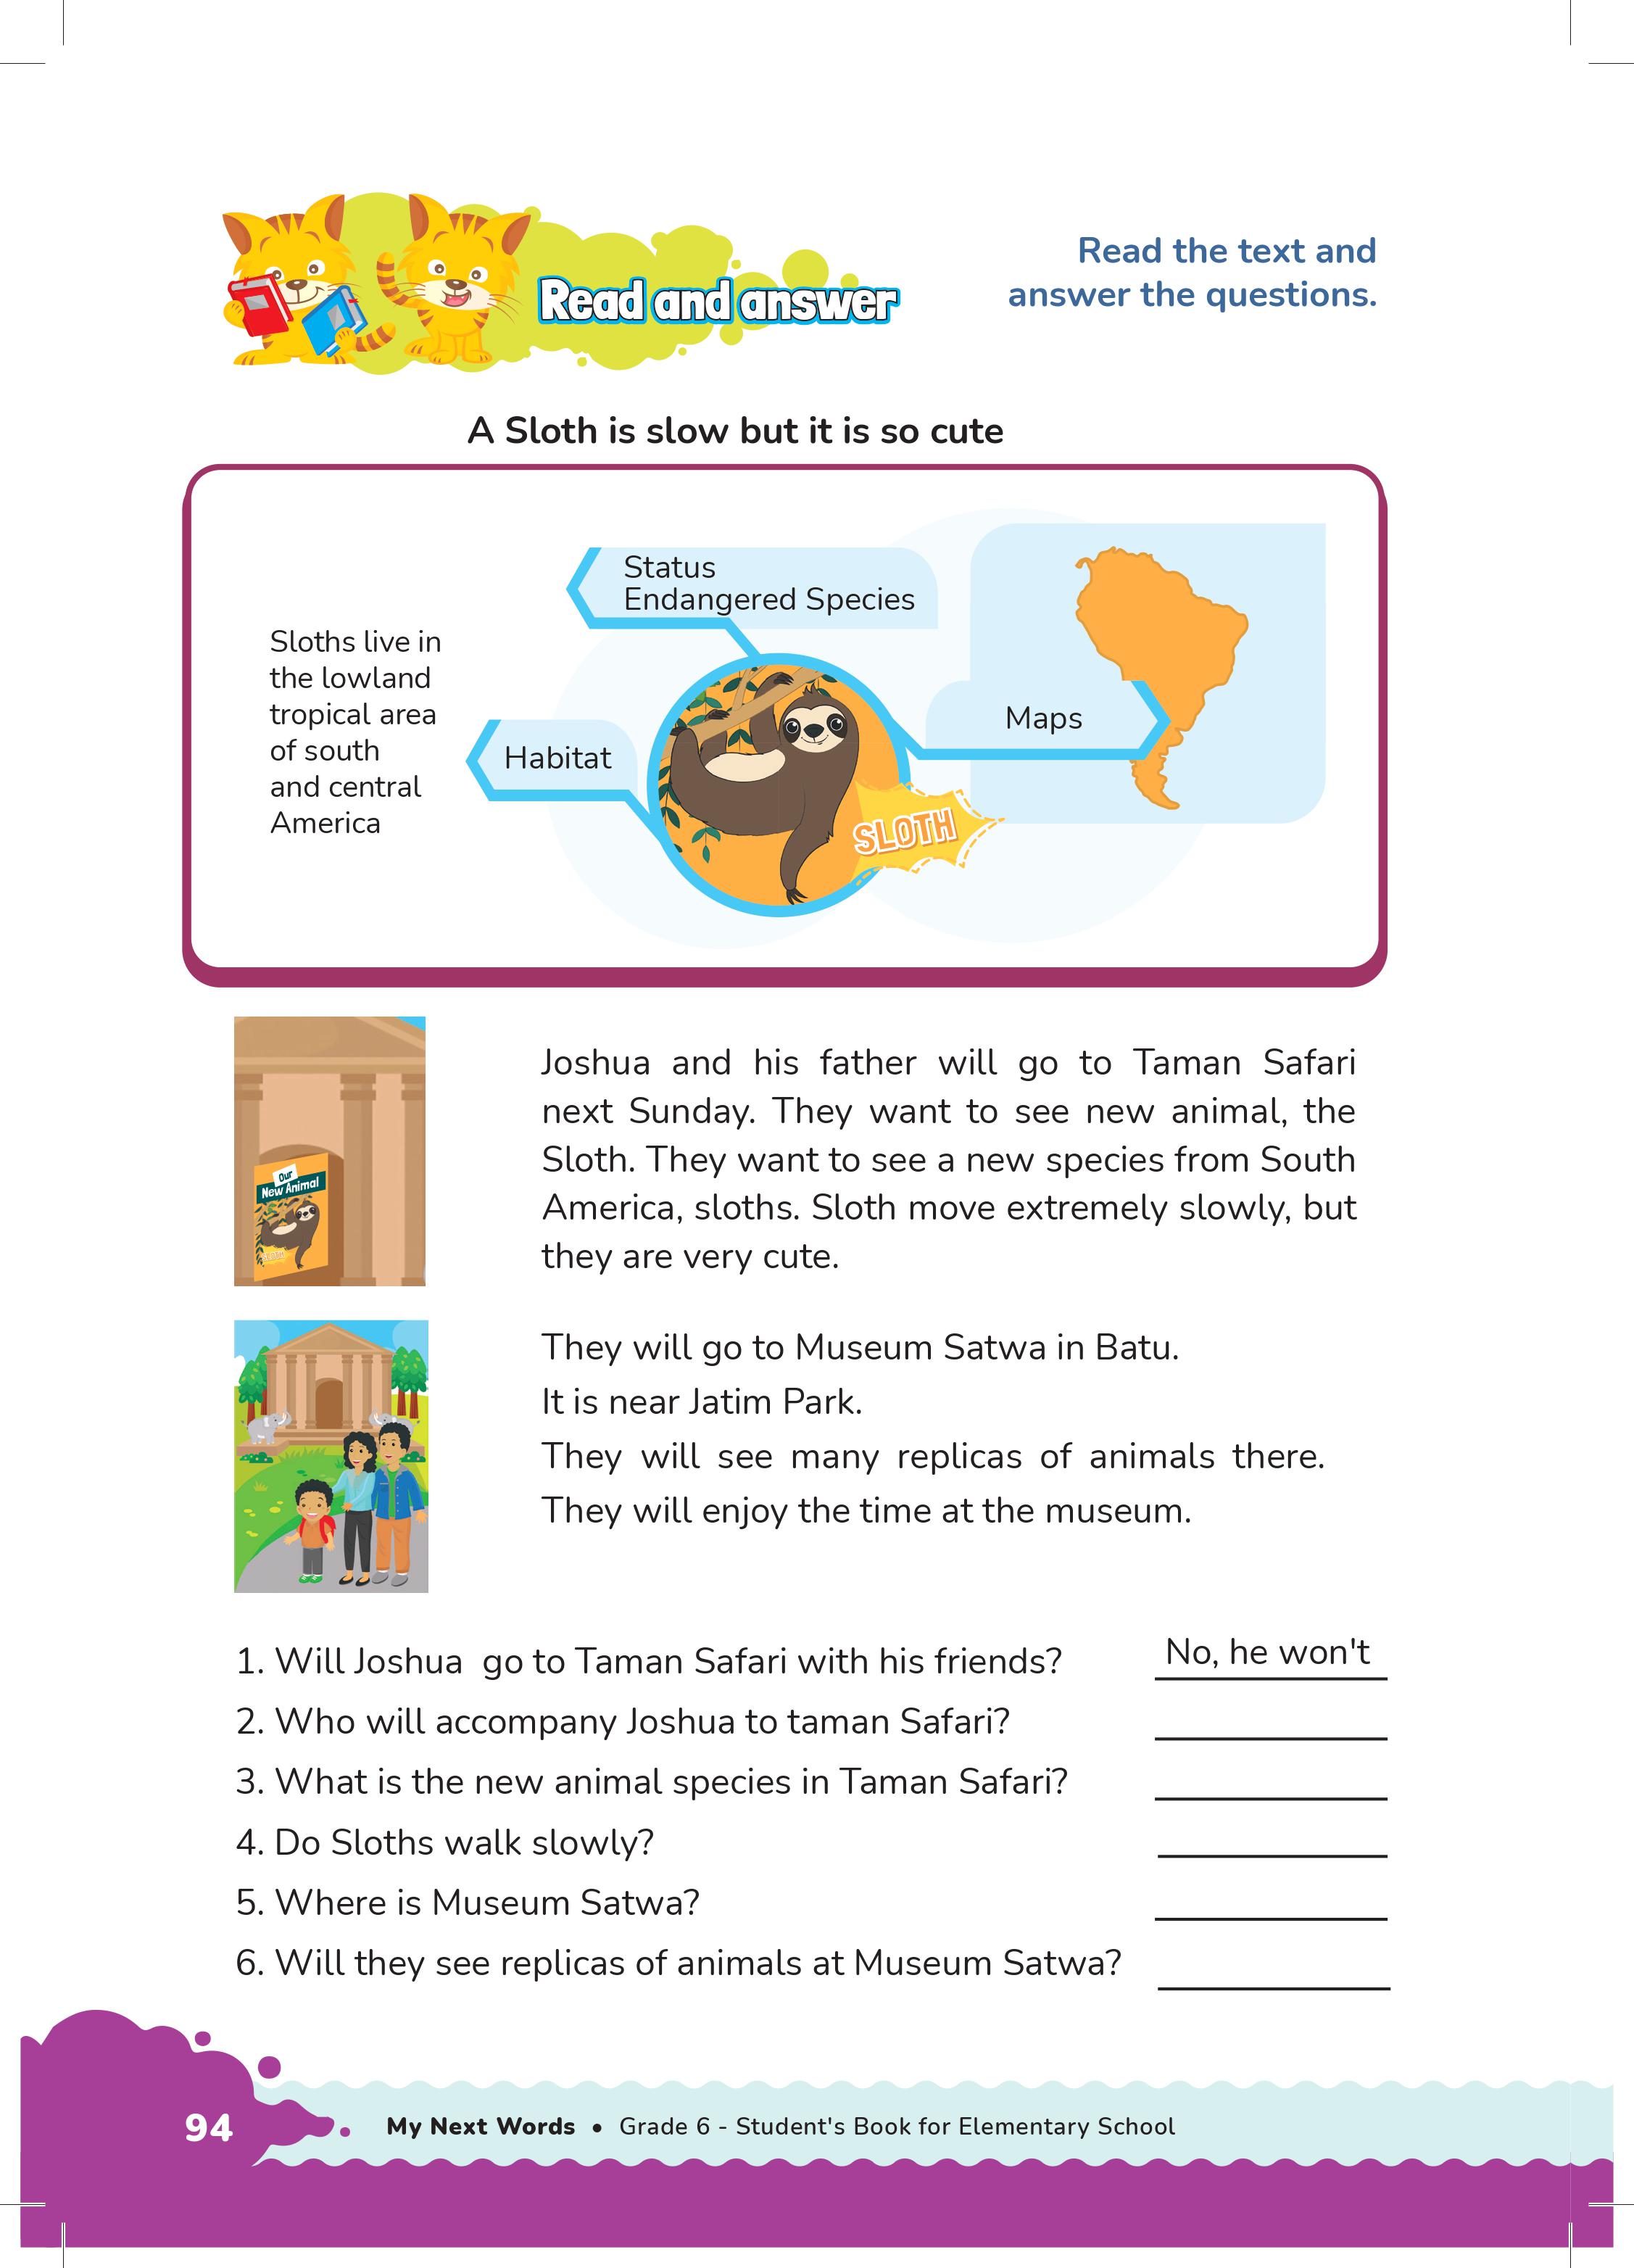 Read and answer
Read the text and
answer the questions.
A Sloth is slow but it is so cute
Status
Endangered Species
Sloths live in
the lowland
tropical area
of south
and central
America
Habitat
Maps
SLOTH
Our
New Animal
Joshua and his father will go to Taman Safari
next Sunday. They want to see new animal, the
Sloth. They want to see a new species from South
America, sloths. Sloth move extremely slowly, but
they are very cute.
They will go to Museum Satwa in Batu.
It is near Jatim Park.
They will see many replicas of animals there.
They will enjoy the time at the museum.
1. Will Joshua  go to Taman Safari with his friends?
No, he won't
2. Who will accompany Joshua to taman Safari?
3. What is the new animal species in Taman Safari?
4. Do Sloths walk slowly?
5. Where is Museum Satwa?
6. Will they see replicas of animals at Museum Satwa?
94
My Next Words • Grade 6 - Student's Book for Elementary School